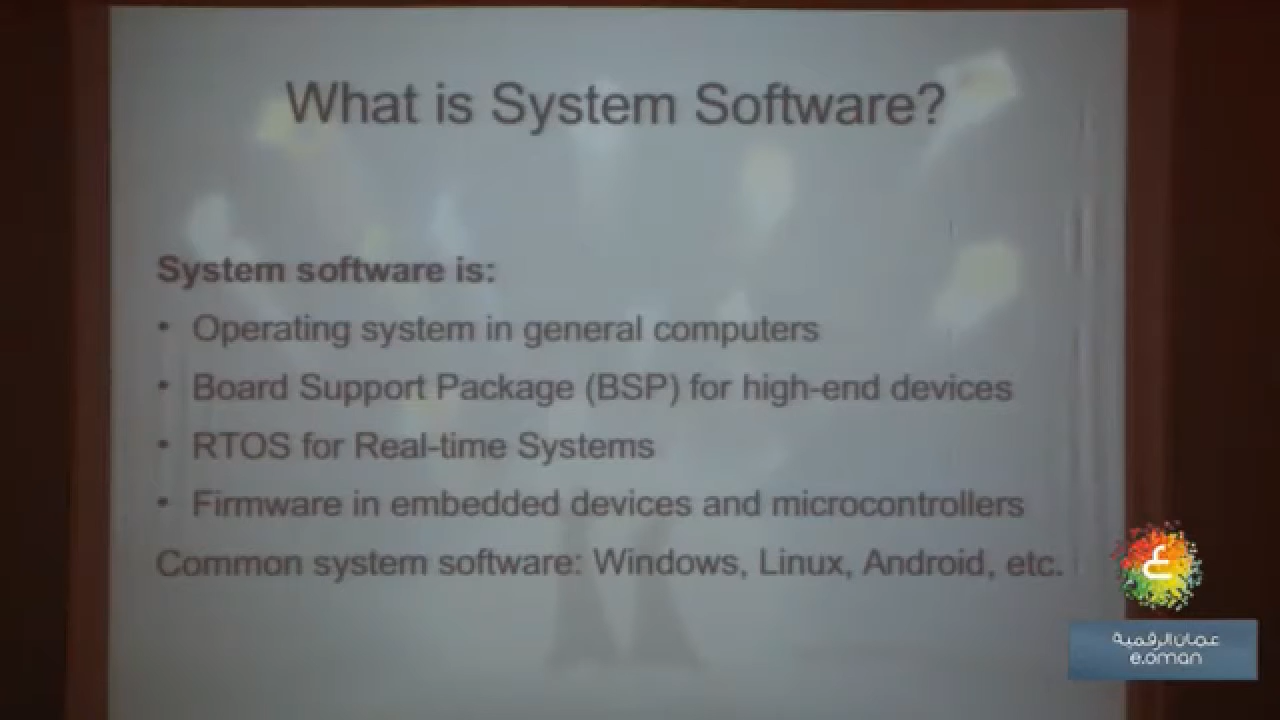 What is System Software?
System software is:
• Operating system in general computers
• Board Support Package (BSP) for high-end devices
• RTOS for Real-time Systems
• Firmware in embedded devices and microcontrollers
Common system software: Windows, Linux, Android, etc.
ع
عمان الرقمية
e.oman